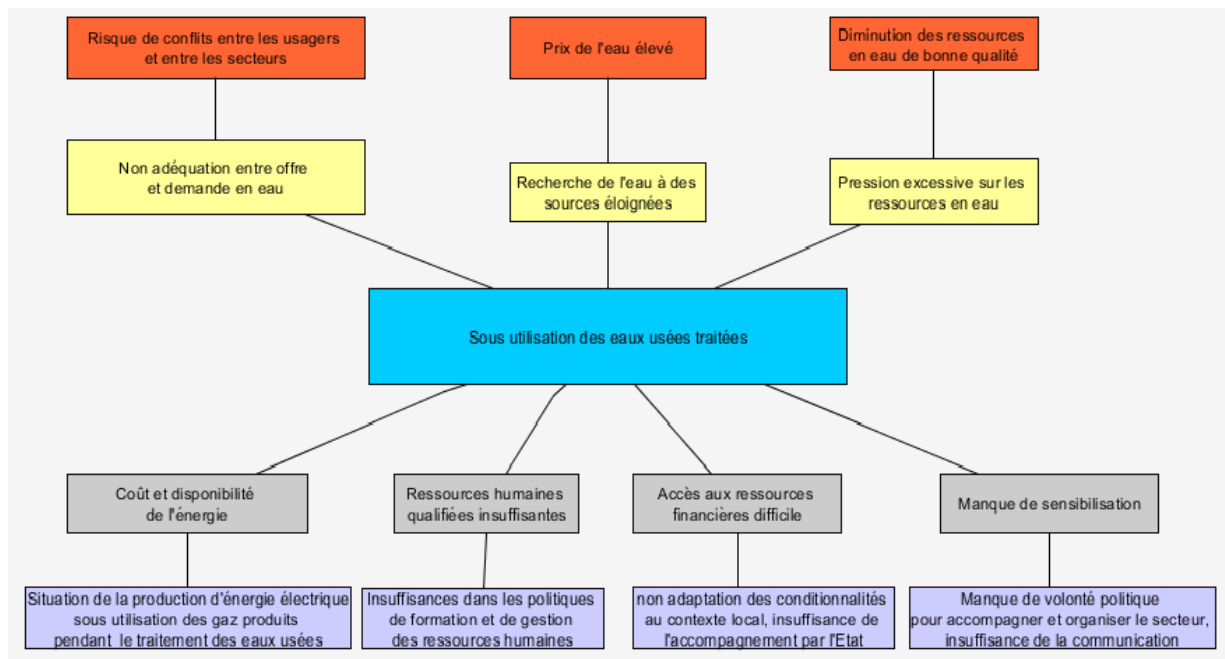 Risque de conflits entre les usagers
et entre les secteurs
Prix de l'eau élevé
Diminution des ressources
en eau de bonne qualité
Non adéquation entre offre
et demande en eau
Recherche de l'eau à des
sources éloignées
Pression excessive sur les
ressources en eau
Sous utilisation des eaux usées traitées
Coût et disponibilité
de l'énergie
Ressources humaines
qualifiées insuffisantes
Accès aux ressources
financières difficile
Manque de sensibilisation
Situation de la production d'énergie électrique
sous utilisation des gaz produits
pendant le traitement des eaux usées
Insuffisances dans les politiques
de formation et de gestion
des ressources humaines
non adaptation des conditionnalités
au contexte local, insuffisance de
l'accompagnement par l'Etat
Manque de volonté politique
pour accompagner et organiser le secteur,
insuffisance de la communication